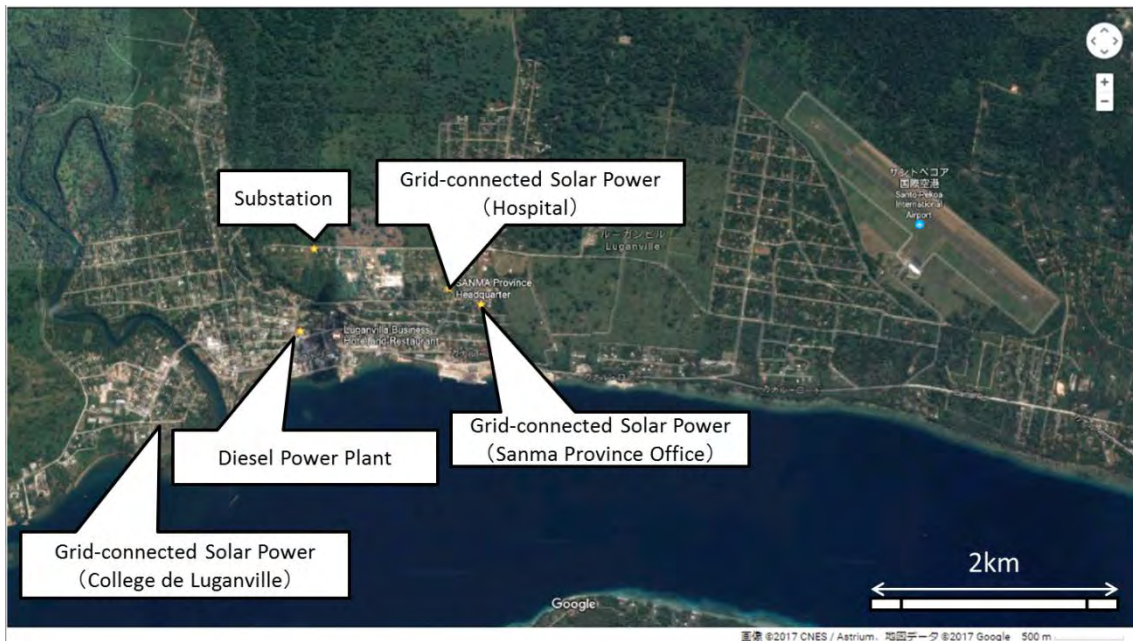 サントペコア
国際空港
Santo-Pekoa
International
Airport
Substation
Grid-connected Solar Power
（Hospital）
ルーガンビル
Luganville
SANMA Province
Headquarter
Luganville Business
Hotel and Restaurant
Diesel Power Plant
Grid-connected Solar Power
（Sanma Province Office）
Grid-connected Solar Power
（College de Luganville）
2km
Google
画像 ©2017 CNES / Astrium、地図データ ©2017 Google 500 m